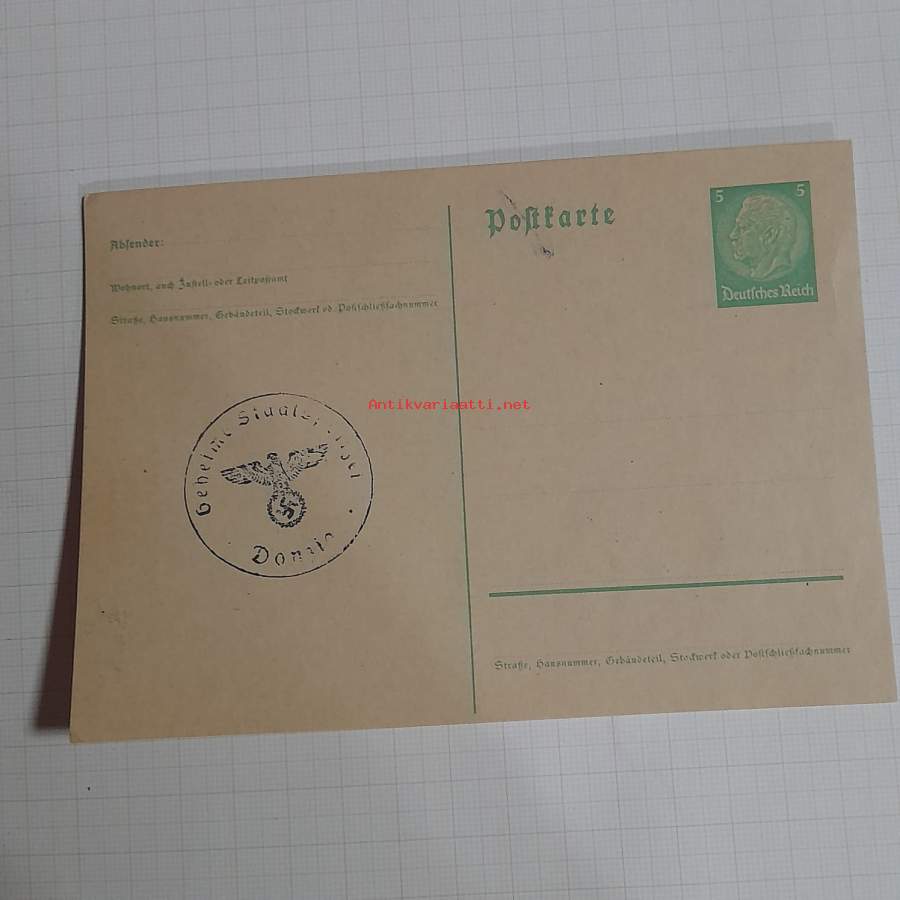 Absender:
Wohnort, auch Zustell- oder Leitpostamt
Straße, Hausnummer, Gebäudeteil, Stockwerk od. Postschließfachnummer
Postkarte
5 5
Deutsches Reich
Antikvariaatti.net
Geheime
Danzig
Straße, Hausnummer, Gebäudeteil, Stockwerk oder Postschließfachnummer